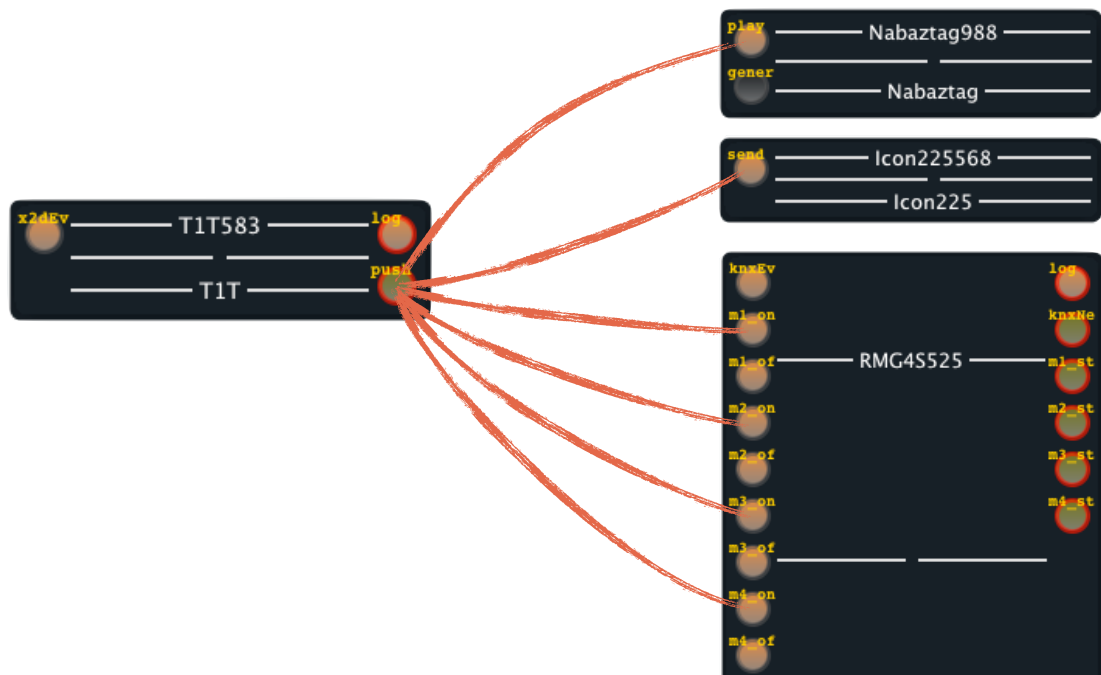 x2dEv
T1T583
log
push
T1T
play
Nabaztag988
gener
Nabaztag
send
Icon225568
Icon225
knxEv
log
m1_on
knxNe
m1_of
RMG4S525
m1_st
m2_on
m2_st
m2_of
m3_st
m3_on
m4_st
m3_of
m4_on
m4_of